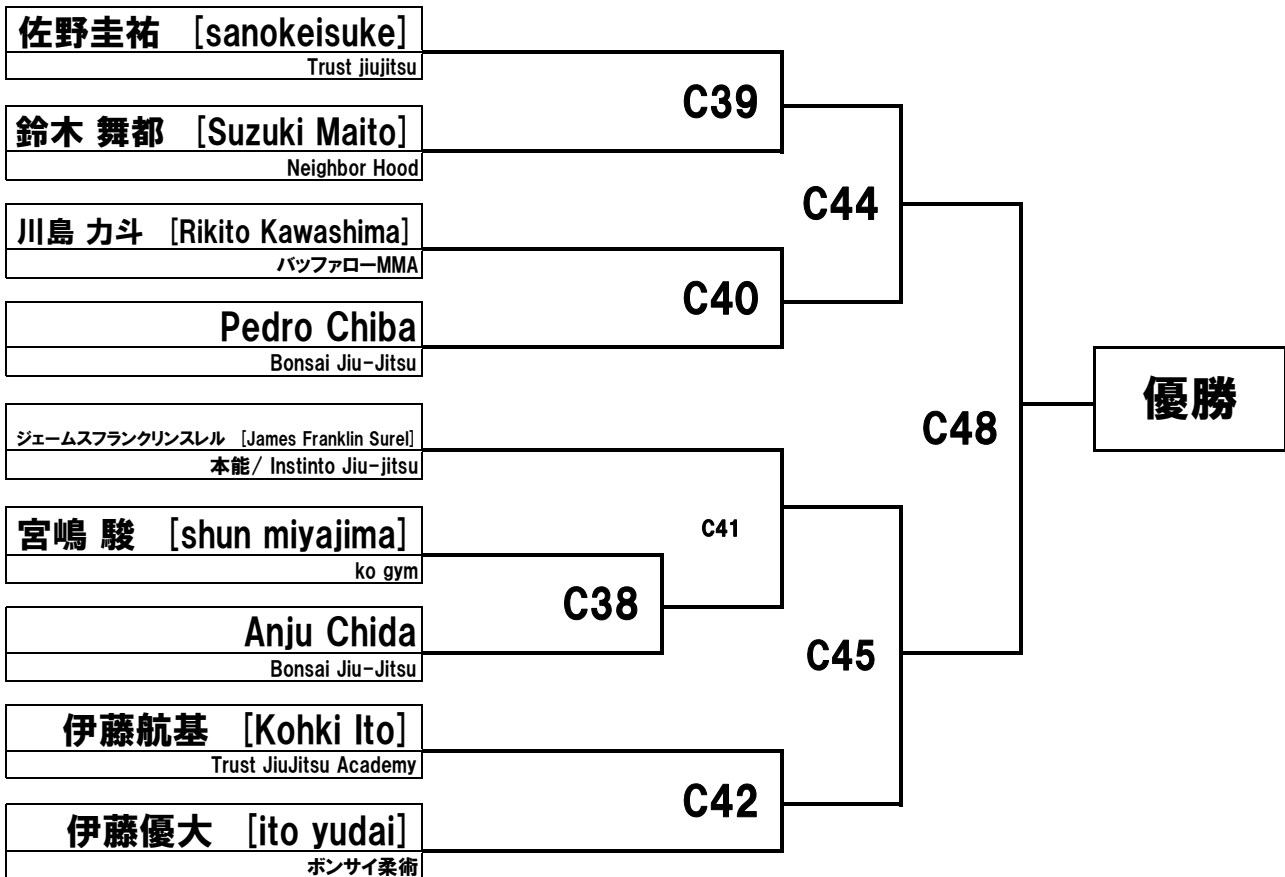 佐野圭祐 [sanokeisuke]
Trust jiujitsu
C39
鈴木 舞都 [Suzuki Maito]
Neighbor Hood
C44
川島 力斗 [Rikito Kawashima]
バッファローMMA
C40
Pedro Chiba
Bonsai Jiu-Jitsu
優勝
C48
ジェームスフランクリンスレル [James Franklin Surel]
本能/ Instinto Jiu-jitsu
宮嶋 駿 [shun miyajima]
C41
ko gym
C38
Anju Chida
Bonsai Jiu-Jitsu
C45
伊藤航基 [Kohki Ito]
Trust JiuJitsu Academy
C42
伊藤優大 [ito yudai]
ボンサイ柔術